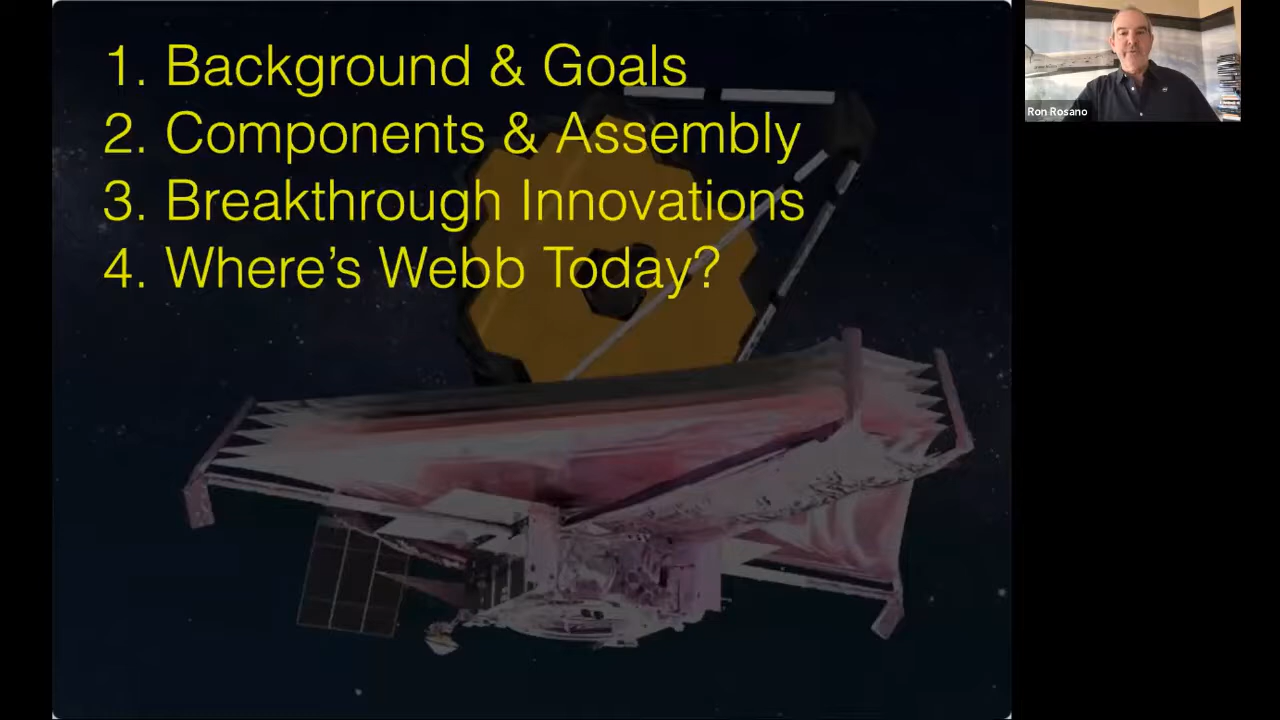 1. Background & Goals
2. Components & Assembly
3. Breakthrough Innovations
4. Where’s Webb Today?
Ron Rosano